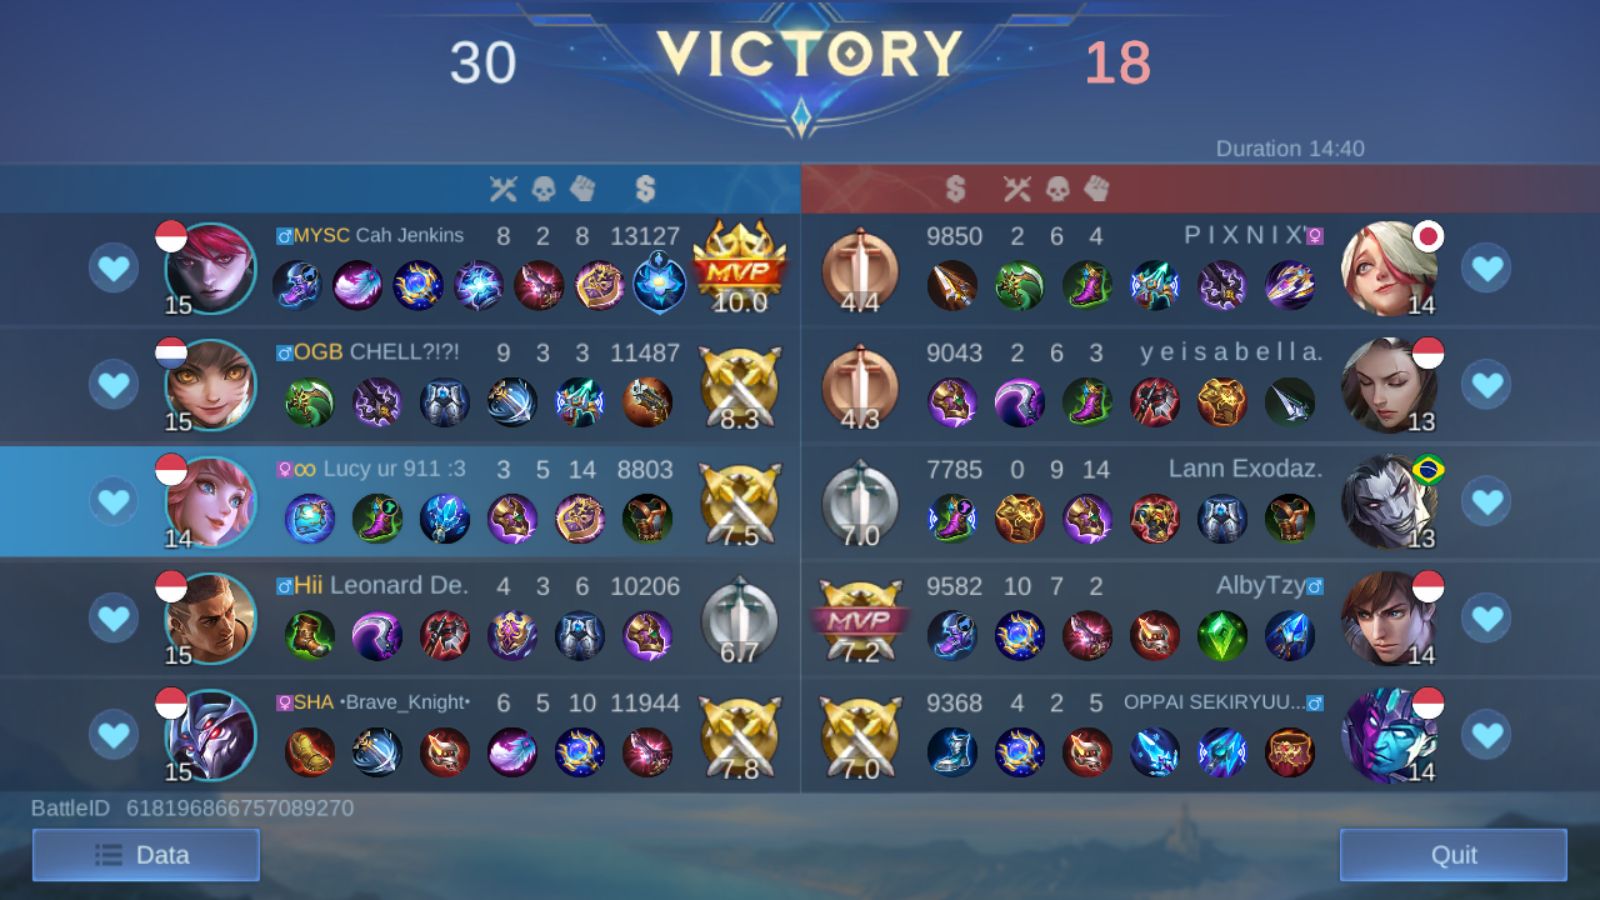 30 VICTORY 18
Duration 14:40
MYSC Cah Jenkins 8 2 8 13127
15
MVP 10.0
9850 2 6 4 P I X N I X'
4.4
14
OGB CHELL?!?! 9 3 3 11487
15
8.3
9043 2 6 3 y e i s a b e l l a.
4.3
13
∞ Lucy ur 911 :3 3 5 14 8803
14
7.5
7785 0 9 14 Lann Exodaz.
7.0
13
Hii Leonard De. 4 3 6 10206
15
6.7
9582 10 7 2 AlbyTzy
MVP 7.2
14
SHA •Brave_Knight• 6 5 10 11944
15
7.8
9368 4 2 5 OPPAI SEKIRYUU...
7.0
14
BattleID 618196866757089270
Data
Quit